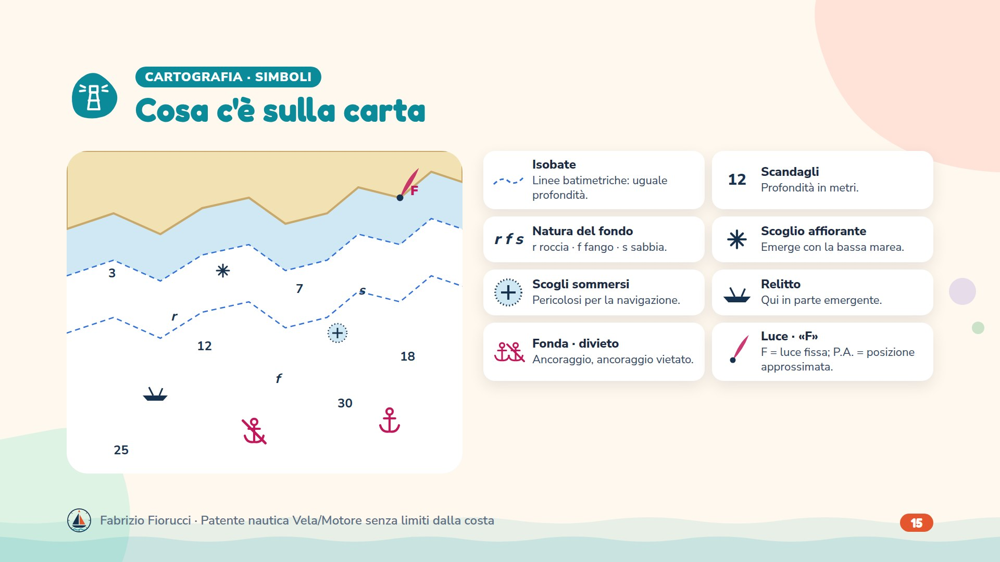 CARTOGRAFIA · SIMBOLI
Cosa c'è sulla carta
F
3
7
s
r
12
18
f
30
25
Isobate
Linee batimetriche: uguale
profondità.
12
Scandagli
Profondità in metri.
r f s
Natura del fondo
r roccia · f fango · s sabbia.
Scoglio affiorante
Emerge con la bassa marea.
Scogli sommersi
Pericolosi per la navigazione.
Relitto
Qui in parte emergente.
Fonda · divieto
Ancoraggio, ancoraggio vietato.
Luce · «F»
F = luce fissa; P.A. = posizione
approssimata.
Fabrizio Fiorucci · Patente nautica Vela/Motore senza limiti dalla costa
15